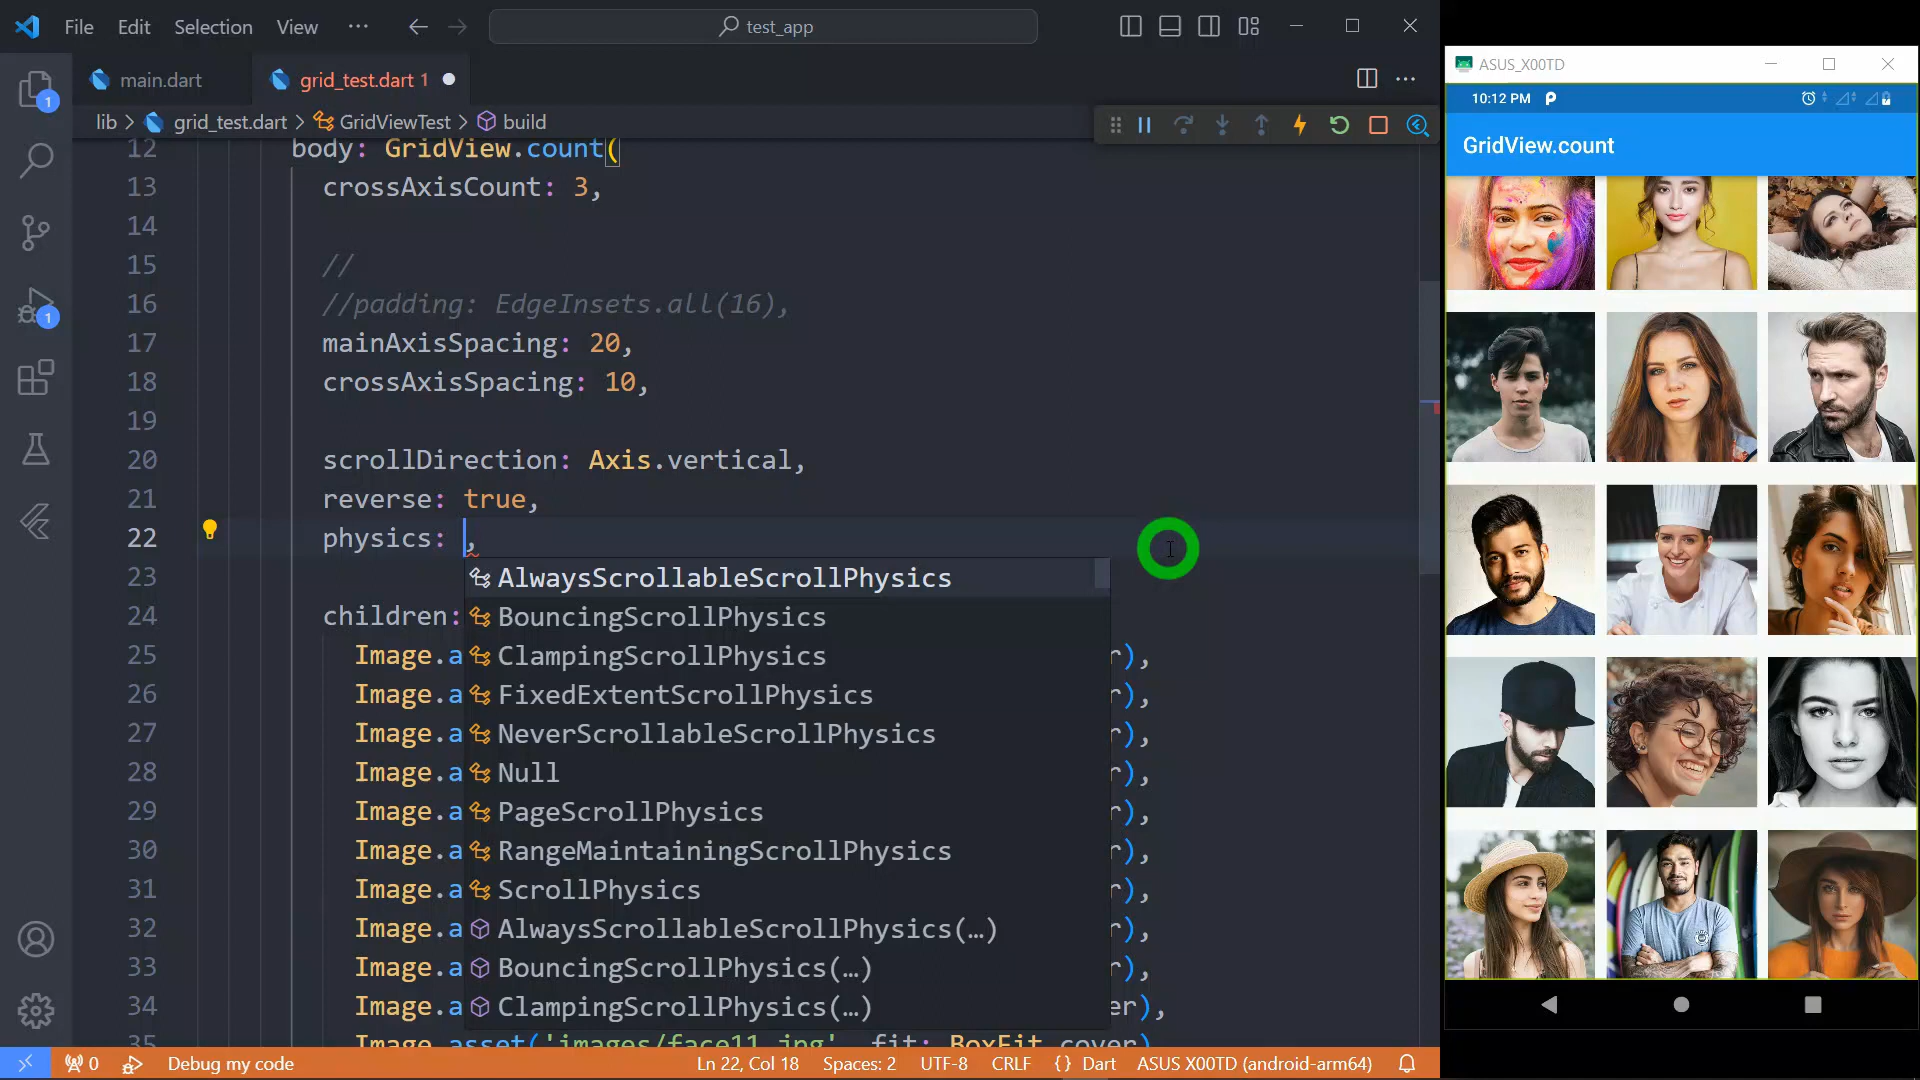 File Edit Selection View ··· test_app
main.dart grid_test.dart 1
lib > grid_test.dart > GridViewTest > build
12 body: GridView.count(
13 crossAxisCount: 3,
14
15 //
16 //padding: EdgeInsets.all(16),
17 mainAxisSpacing: 20,
18 crossAxisSpacing: 10,
19
20 scrollDirection: Axis.vertical,
21 reverse: true,
22 physics: ,
23 AlwaysScrollableScrollPhysics
24 children: BouncingScrollPhysics
25 Image.a ClampingScrollPhysics r),
26 Image.a FixedExtentScrollPhysics r),
27 Image.a NeverScrollableScrollPhysics r),
28 Image.a Null r),
29 Image.a PageScrollPhysics r),
30 Image.a RangeMaintainingScrollPhysics r),
31 Image.a ScrollPhysics r),
32 Image.a AlwaysScrollableScrollPhysics(…) r),
33 Image.a BouncingScrollPhysics(…) r),
34 Image.a ClampingScrollPhysics(…) er),
35 Image.asset('images/face11.jpg', fit: BoxFit.cover)
1
1
0 Debug my code Ln 22, Col 18 Spaces: 2 UTF-8 CRLF {} Dart ASUS X00TD (android-arm64)
ASUS_X00TD
10:12 PM
GridView.count